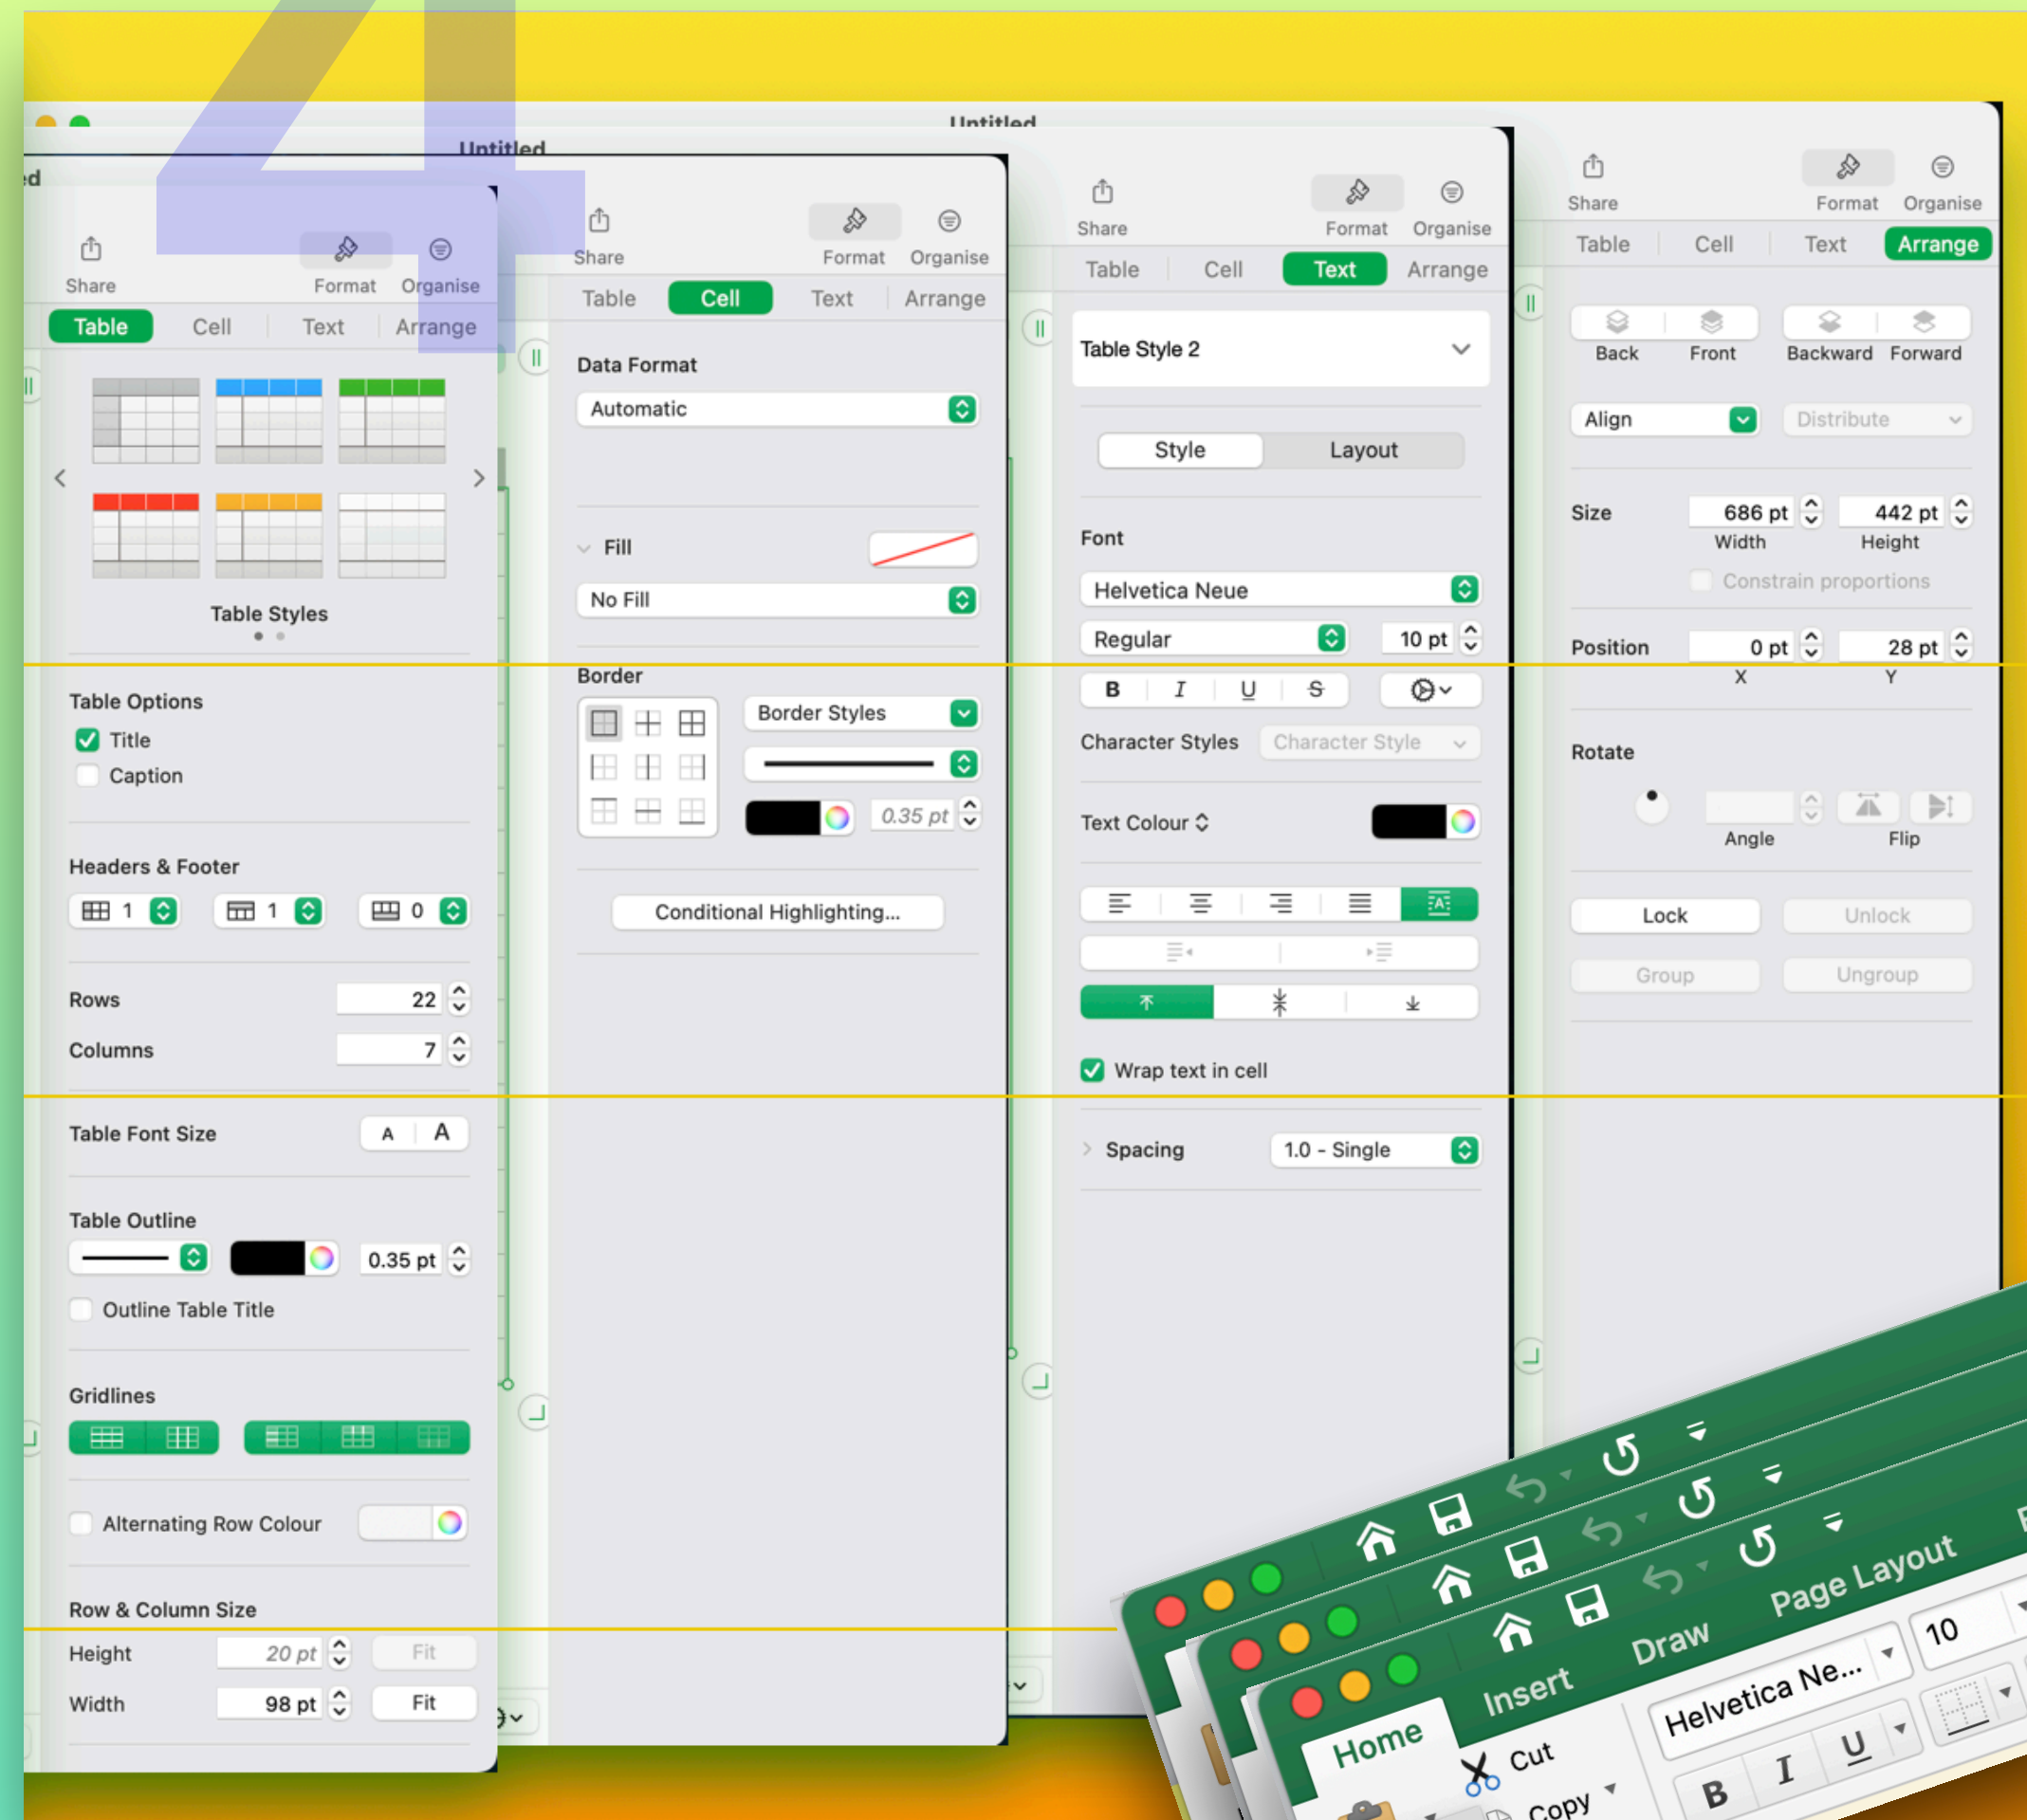 4
Untitled
Untitled
ed
Share
Format
Organise
Table
Cell
Text
Arrange
Table Styles
Table Options
Title
Caption
Headers & Footer
1
1
0
Rows
22
Columns
7
Table Font Size
A
A
Table Outline
0.35 pt
Outline Table Title
Gridlines
Alternating Row Colour
Row & Column Size
Height
20 pt
Fit
Width
98 pt
Fit
Share
Format
Organise
Table
Cell
Text
Arrange
Data Format
Automatic
Fill
No Fill
Border
Border Styles
0.35 pt
Conditional Highlighting...
Share
Format
Organise
Table
Cell
Text
Arrange
Table Style 2
Style
Layout
Font
Helvetica Neue
Regular
10 pt
B
I
U
S
Character Styles
Character Style
Text Colour
A
Wrap text in cell
Spacing
1.0 - Single
Share
Format
Organise
Table
Cell
Text
Arrange
Back
Front
Backward
Forward
Align
Distribute
Size
686 pt
442 pt
Width
Height
Constrain proportions
Position
0 pt
28 pt
X
Y
Rotate
Angle
Flip
Lock
Unlock
Group
Ungroup
Home
Insert
Draw
Page Layout
Cut
Copy
Helvetica Ne...
10
B
I
U